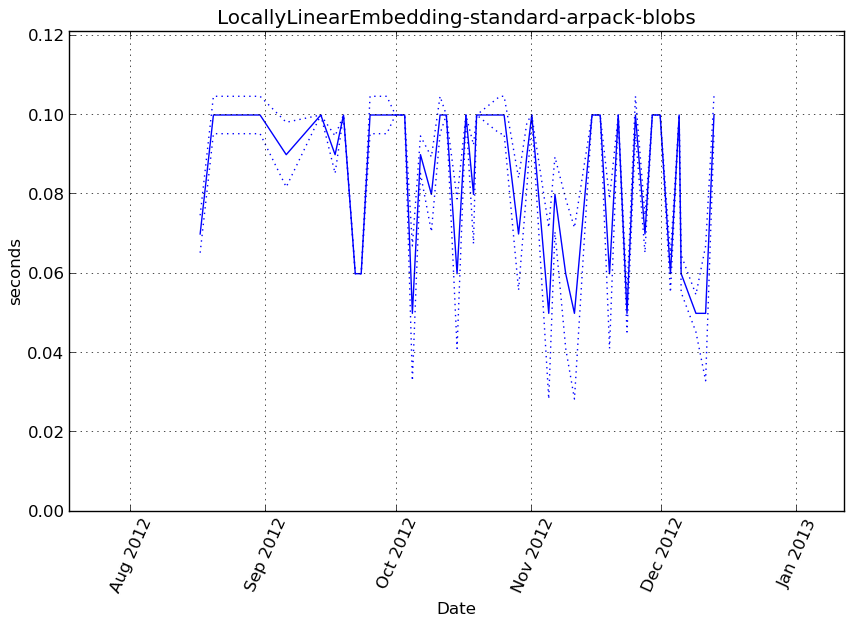 LocallyLinearEmbedding-standard-arpack-blobs
0.12
0.10
0.08
0.06
0.04
0.02
0.00
seconds
Aug 2012
Sep 2012
Oct 2012
Nov 2012
Dec 2012
Jan 2013
Date